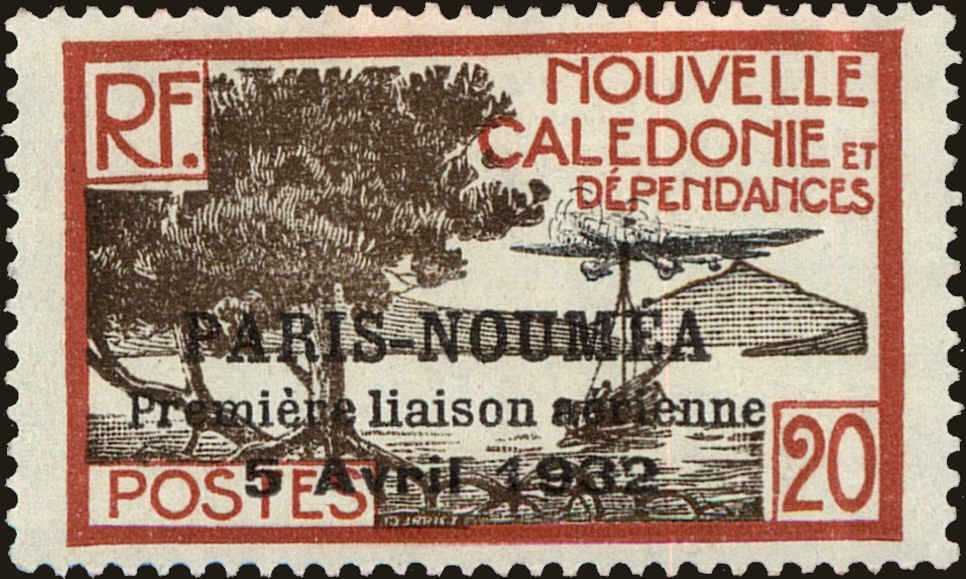 RF.
NOUVELLE
CALEDONIE ET
DÉPENDANCES
PARIS-NOUMÉA
Première liaison aérienne
5 Avril 1932
POSTES
20